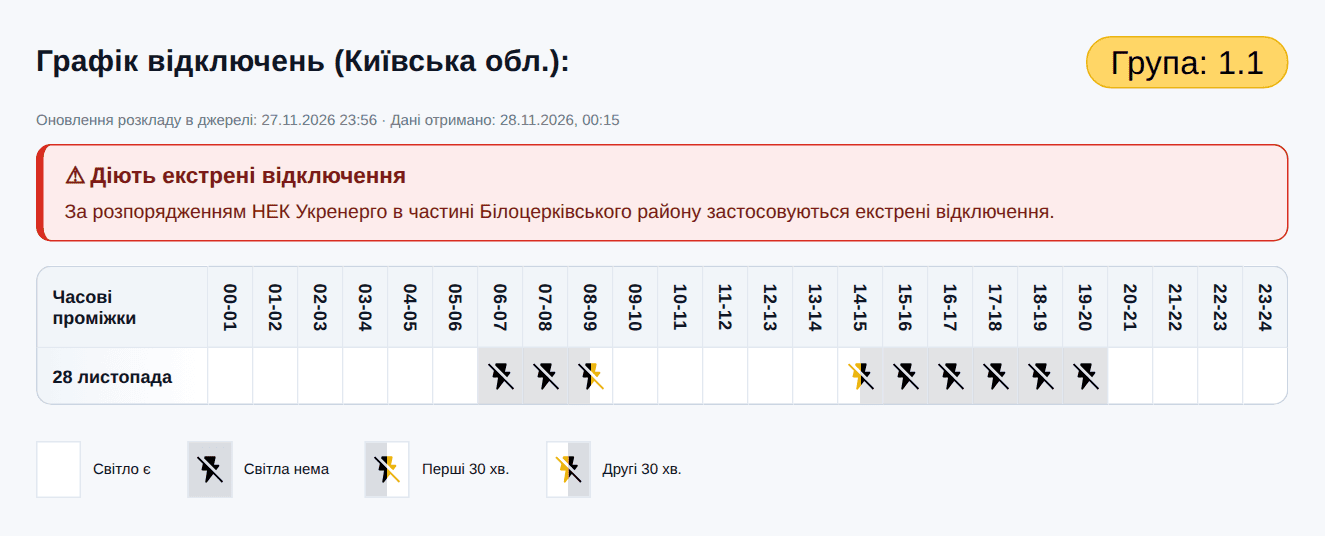 Графік відключень (Київська обл.):
Група: 1.1
Оновлення розкладу в джерелі: 27.11.2026 23:56 · Дані отримано: 28.11.2026, 00:15
⚠ Діють екстрені відключення
За розпорядженням НЕК Укренерго в частині Білоцерківського району застосовуються екстрені відключення.
Часові
проміжки
00-01
01-02
02-03
03-04
04-05
05-06
06-07
07-08
08-09
09-10
10-11
11-12
12-13
13-14
14-15
15-16
16-17
17-18
18-19
19-20
20-21
21-22
22-23
23-24
28 листопада
Світло є
Світла нема
Перші 30 хв.
Другі 30 хв.